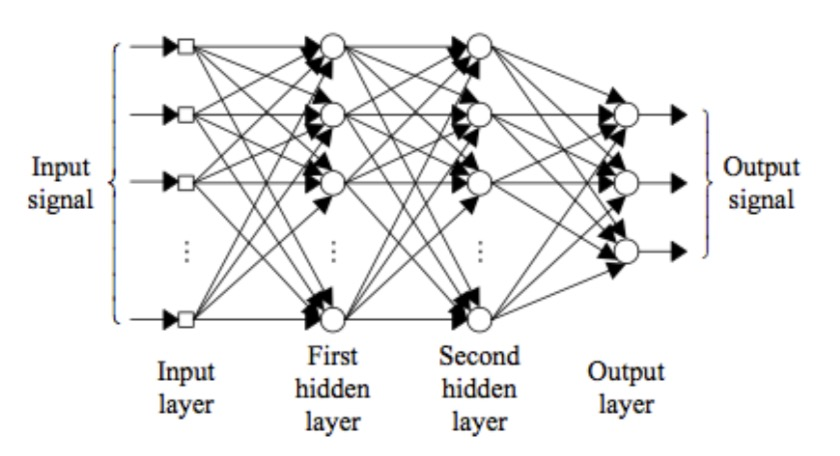 Input
signal
Output
signal
Input
layer
First
hidden
layer
Second
hidden
layer
Output
layer